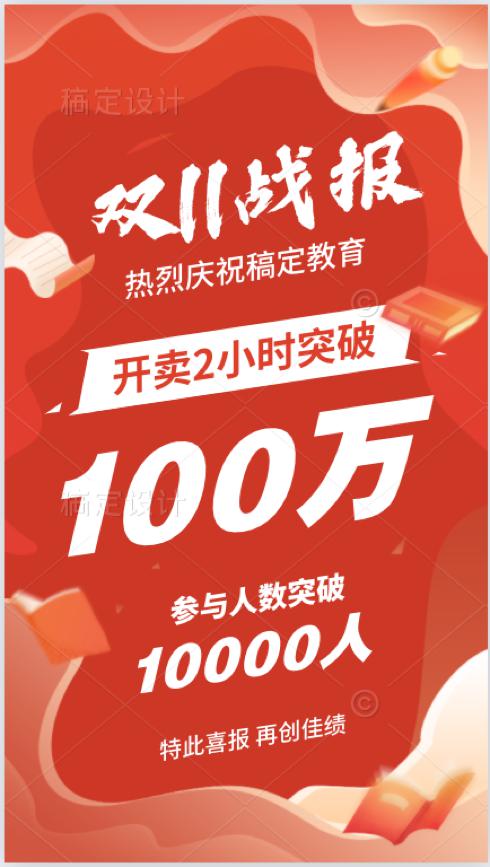 稿定设计
双11战报
热烈庆祝稿定教育
开卖2小时突破
100万
稿定设计
参与人数突破
10000人
特此喜报 再创佳绩